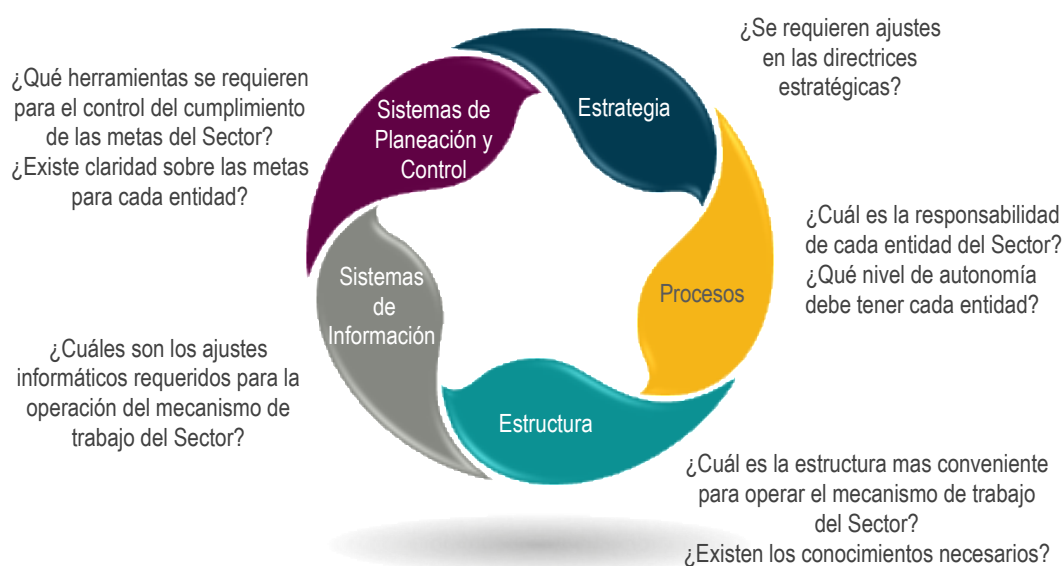 ¿Se requieren ajustes
en las directrices
estratégicas?
¿Qué herramientas se requieren
para el control del cumplimiento
de las metas del Sector?
¿Existe claridad sobre las metas
para cada entidad?
Sistemas de
Planeación y
Control
Estrategia
¿Cuál es la responsabilidad
de cada entidad del Sector?
¿Qué nivel de autonomía
debe tener cada entidad?
Procesos
Sistemas
de
Información
¿Cuáles son los ajustes
informáticos requeridos para la
operación del mecanismo de
trabajo del Sector?
Estructura
¿Cuál es la estructura mas conveniente
para operar el mecanismo de trabajo
del Sector?
¿Existen los conocimientos necesarios?